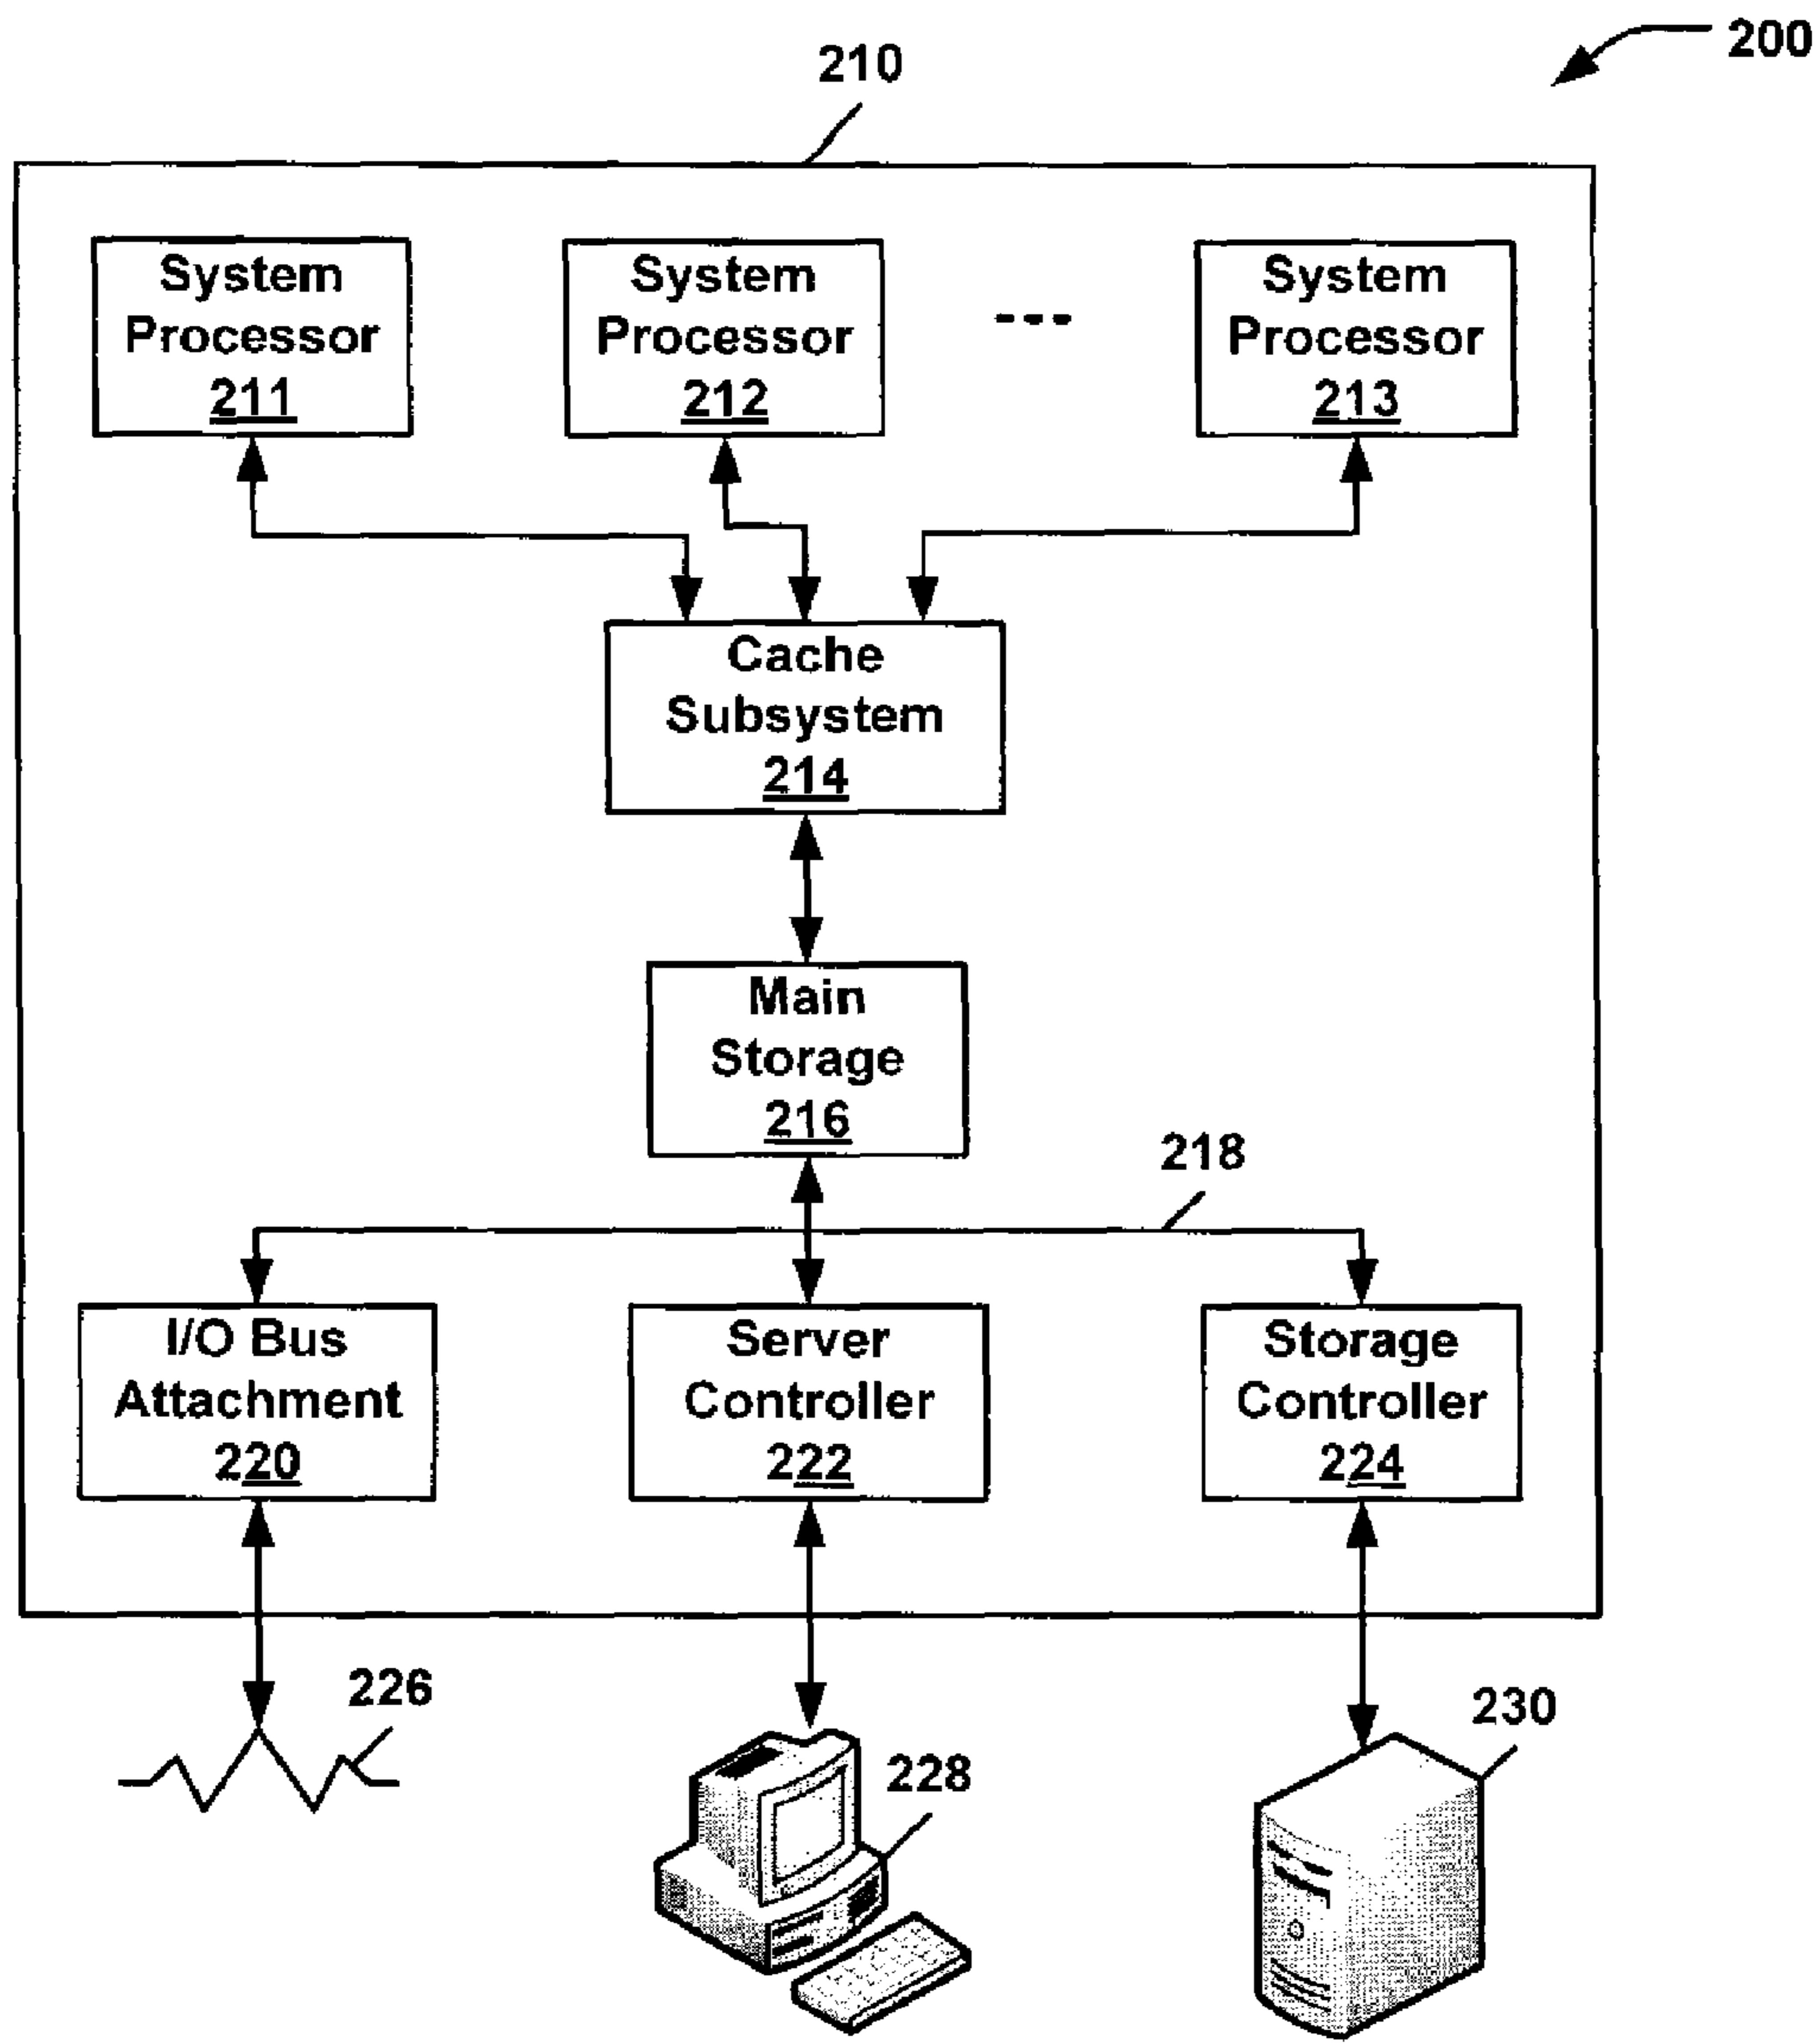 200
210
System
Processor
211
System
Processor
212
---
System
Processor
213
Cache
Subsystem
214
Main
Storage
216
218
I/O Bus
Attachment
220
Server
Controller
222
Storage
Controller
224
226
228
230